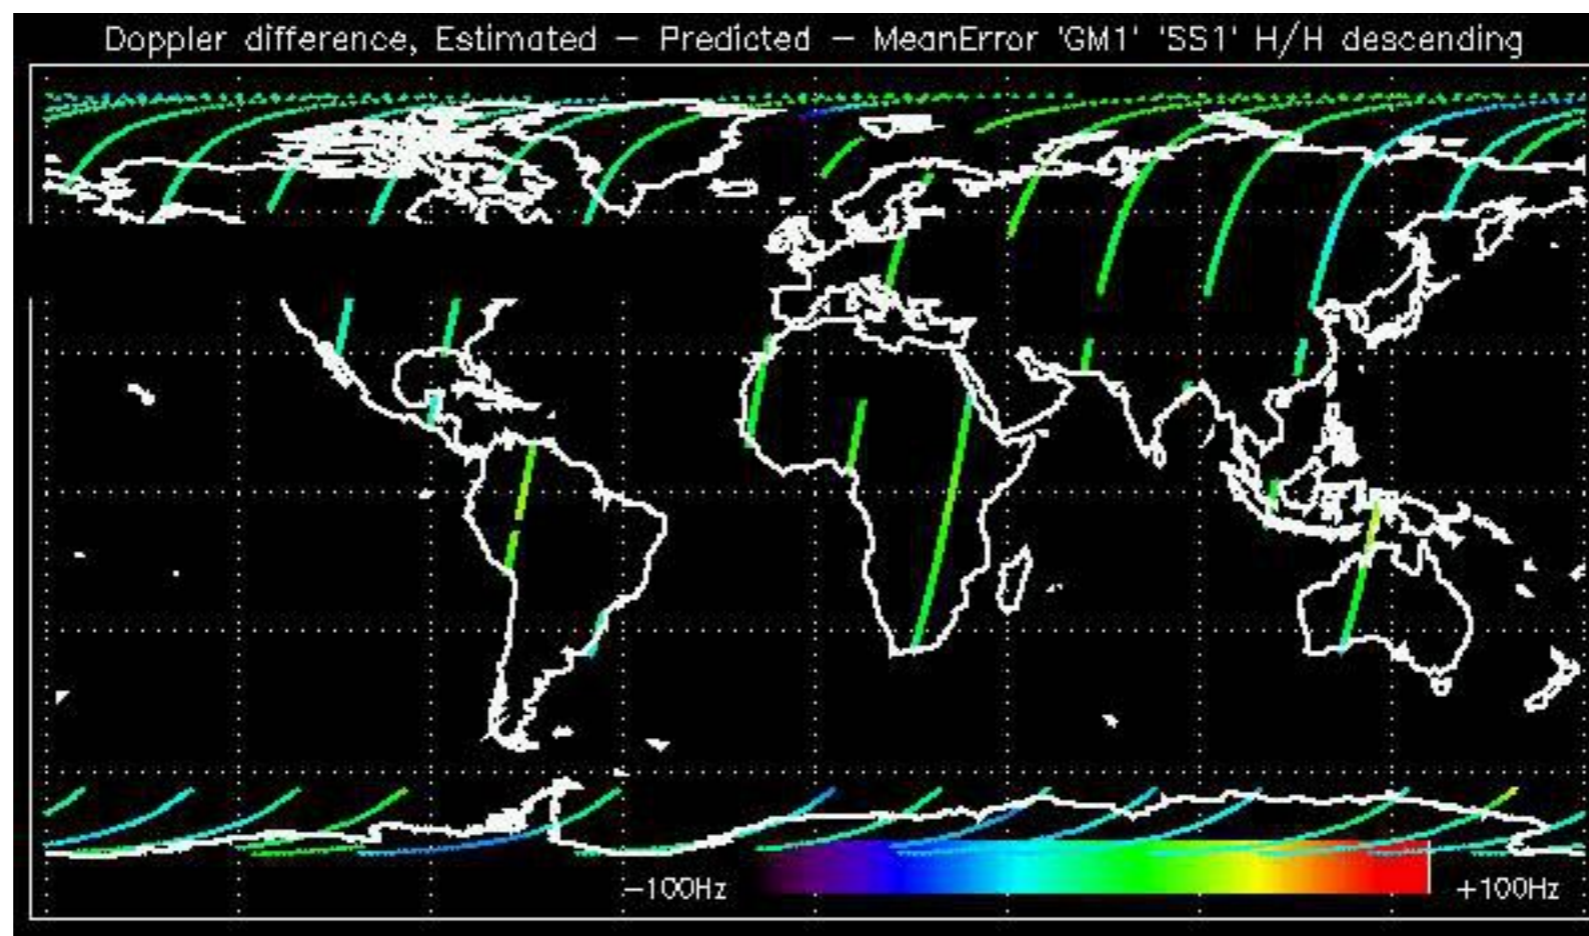 Doppler difference, Estimated – Predicted – MeanError 'GM1' 'SS1' H/H descending
–100Hz
+100Hz